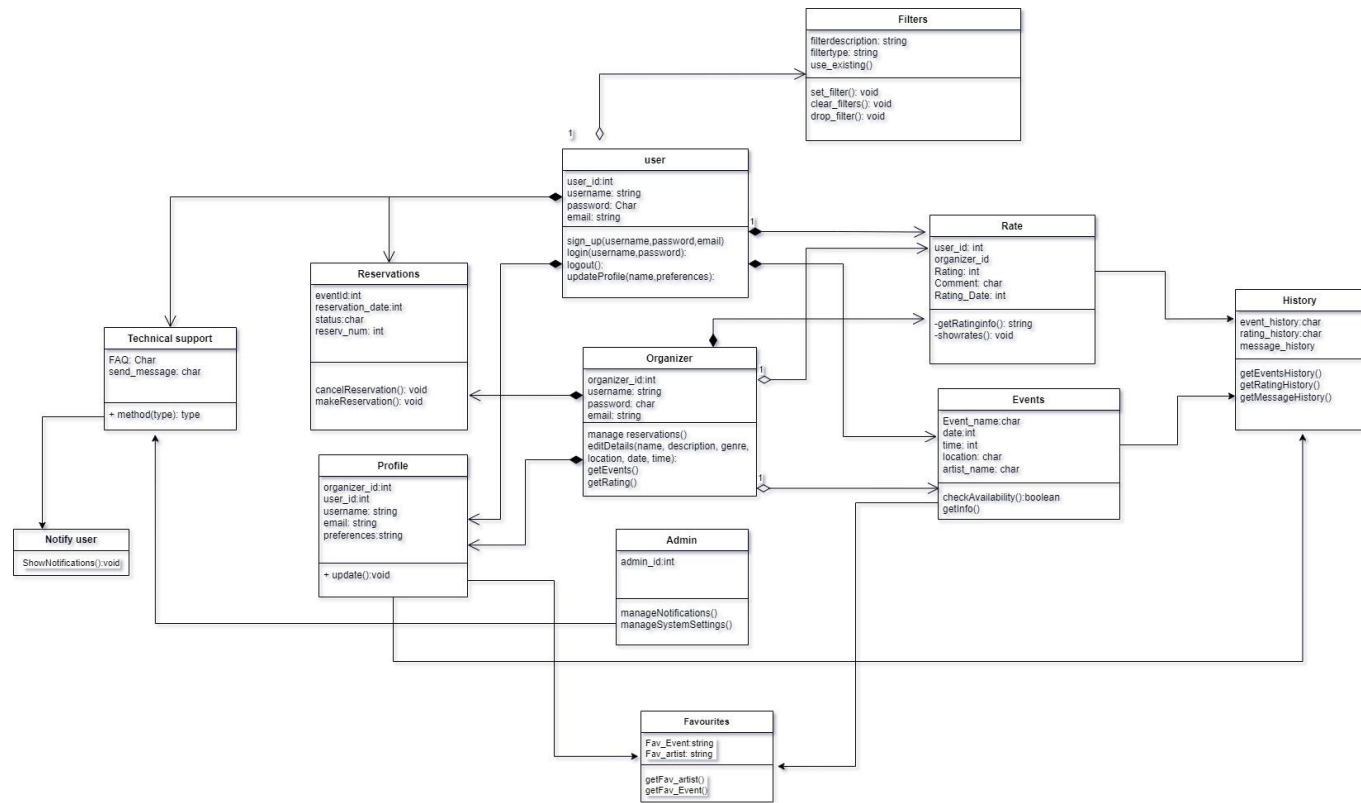 Filters
filterdescription: string
filtertype: string
use_existing()
set_filter(): void
clear_filters(): void
drop_filter(): void
1
user
user_id:int
username: string
password: Char
email: string
sign_up(username,password,email)
login(username,password):
logout():
updateProfile(name,preferences):
1
Rate
user_id: int
organizer_id
Rating: int
Comment: char
Rating_Date: int
-getRatinginfo(): string
-showrates(): void
Reservations
eventId:int
reservation_date:int
status:char
reserv_num: int
cancelReservation(): void
makeReservation(): void
History
event_history:char
rating_history:char
message_history
getEventsHistory()
getRatingHistory()
getMessageHistory()
Technical support
FAQ: Char
send_message: char
+ method(type): type
Organizer
organizer_id:int
username: string
password: char
email: string
manage reservations()
editDetails(name, description, genre,
location, date, time):
getEvents()
getRating()
1
1
Events
Event_name:char
date:int
time: int
location: char
artist_name: char
checkAvailability():boolean
getInfo()
Profile
organizer_id:int
user_id:int
username: string
email: string
preferences:string
+ update():void
Notify user
ShowNotifications():void
Admin
admin_id:int
manageNotifications()
manageSystemSettings()
Favourites
Fav_Event:string
Fav_artist: string
getFav_artist()
getFav_Event()